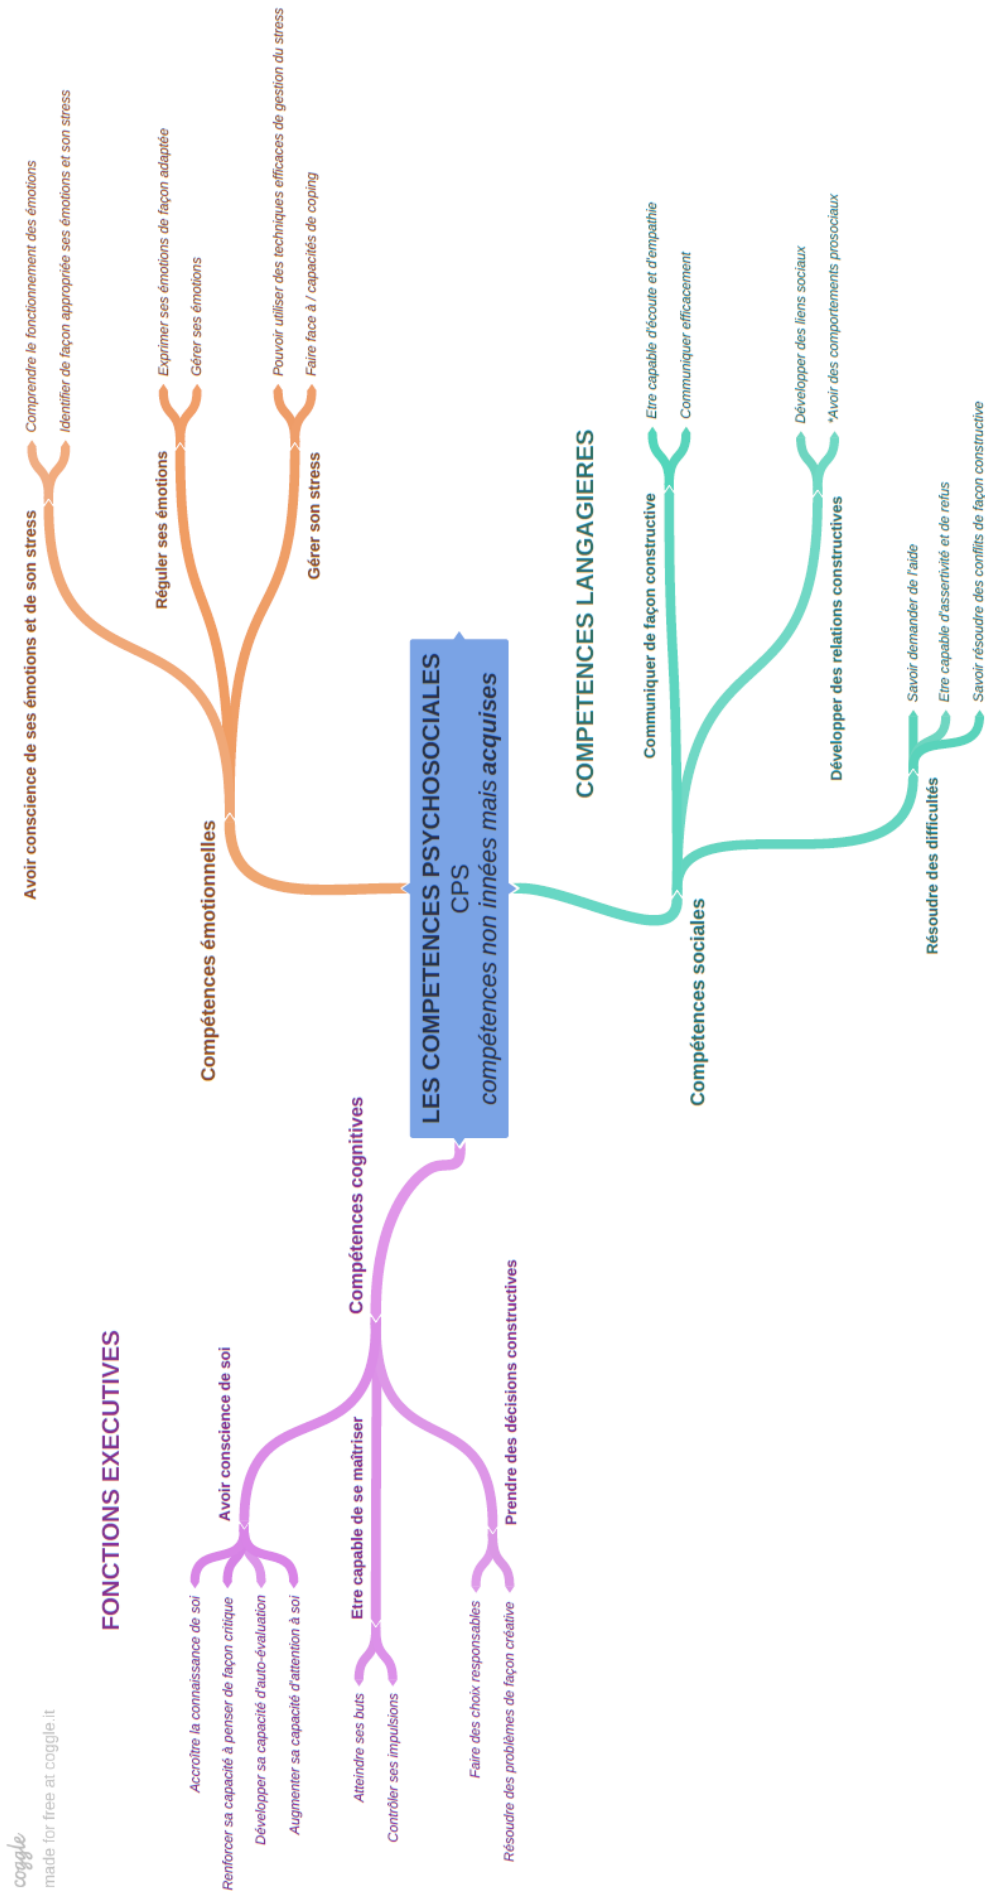 coggle
made for free at coggle.it
LES COMPETENCES PSYCHOSOCIALES
CPS
compétences non innées mais acquises
FONCTIONS EXECUTIVES
Compétences cognitives
Avoir conscience de soi
Accroître la connaissance de soi
Renforcer sa capacité à penser de façon critique
Développer sa capacité d'auto-évaluation
Augmenter sa capacité d'attention à soi
Etre capable de se maîtriser
Atteindre ses buts
Contrôler ses impulsions
Prendre des décisions constructives
Faire des choix responsables
Résoudre des problèmes de façon créative
Compétences émotionnelles
Avoir conscience de ses émotions et de son stress
Comprendre le fonctionnement des émotions
Identifier de façon appropriée ses émotions et son stress
Réguler ses émotions
Exprimer ses émotions de façon adaptée
Gérer ses émotions
Gérer son stress
Pouvoir utiliser des techniques efficaces de gestion du stress
Faire face à / capacités de coping
COMPETENCES LANGAGIERES
Compétences sociales
Communiquer de façon constructive
Etre capable d'écoute et d'empathie
Communiquer efficacement
Développer des relations constructives
Développer des liens sociaux
*Avoir des comportements prosociaux
Résoudre des difficultés
Savoir demander de l'aide
Etre capable d'assertivité et de refus
Savoir résoudre des conflits de façon constructive